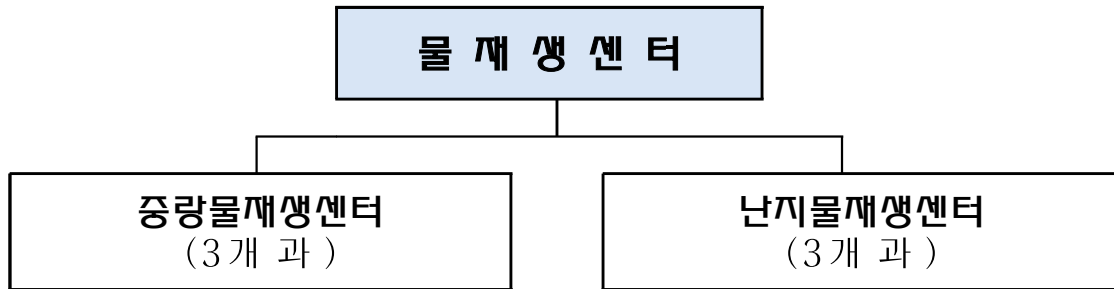 물 재 생 센 터
중랑물재생센터
(3개 과)
난지물재생센터
(3개 과)